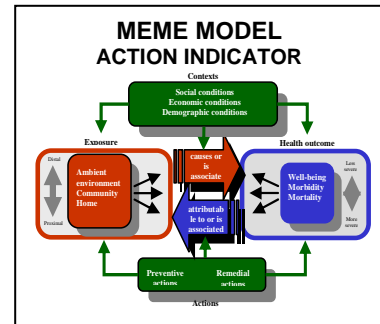 MEME MODEL
ACTION INDICATOR
Contexts
Social conditions
Economic conditions
Demographic conditions
Exposure
Health outcome
Distal
Proximal
Ambient
environment
Community
Home
causes or
is
associate
attributab
le to or is
associated
Well-being
Morbidity
Mortality
Less
severe
More
severe
Preventive
actions
Remedial
actions
Actions